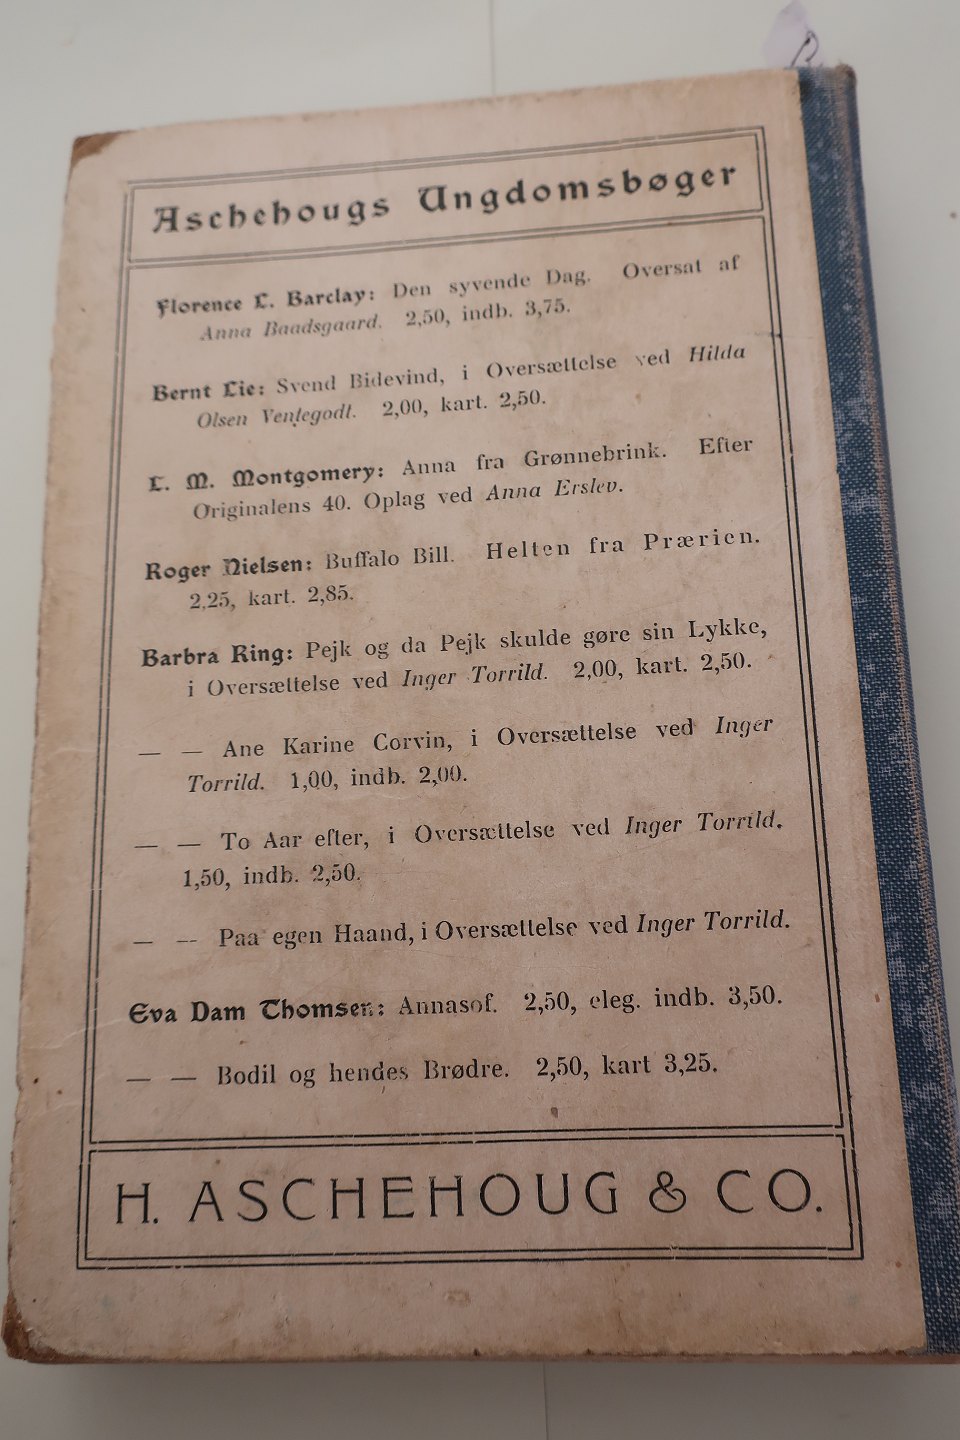 B
Aschehougs Ungdomsbøger
Florence L. Barclay: Den syvende Dag. Oversat af
Anna Baadsgaard. 2,50, indb. 3,75.
Bernt Lie: Svend Bidevind, i Oversættelse ved Hilda
Olsen Ventegodt. 2,00, kart. 2,50.
L. M. Montgomery: Anna fra Grønnebrink. Efter
Originalens 40. Oplag ved Anna Erslev.
Roger Nielsen: Buffalo Bill. Helten fra Prærien.
2,25, kart. 2,85.
Barbra Ring: Pejk og da Pejk skulde gøre sin Lykke,
i Oversættelse ved Inger Torrild. 2,00, kart. 2,50.
— — Ane Karine Corvin, i Oversættelse ved Inger
Torrild. 1,00, indb. 2,00.
— — To Aar efter, i Oversættelse ved Inger Torrild.
1,50, indb. 2,50.
— — Paa egen Haand, i Oversættelse ved Inger Torrild.
Eva Dam Thomsen: Annasof. 2,50, eleg. indb. 3,50.
— — Bodil og hendes Brødre. 2,50, kart 3,25.
H. ASCHEHOUG & CO.